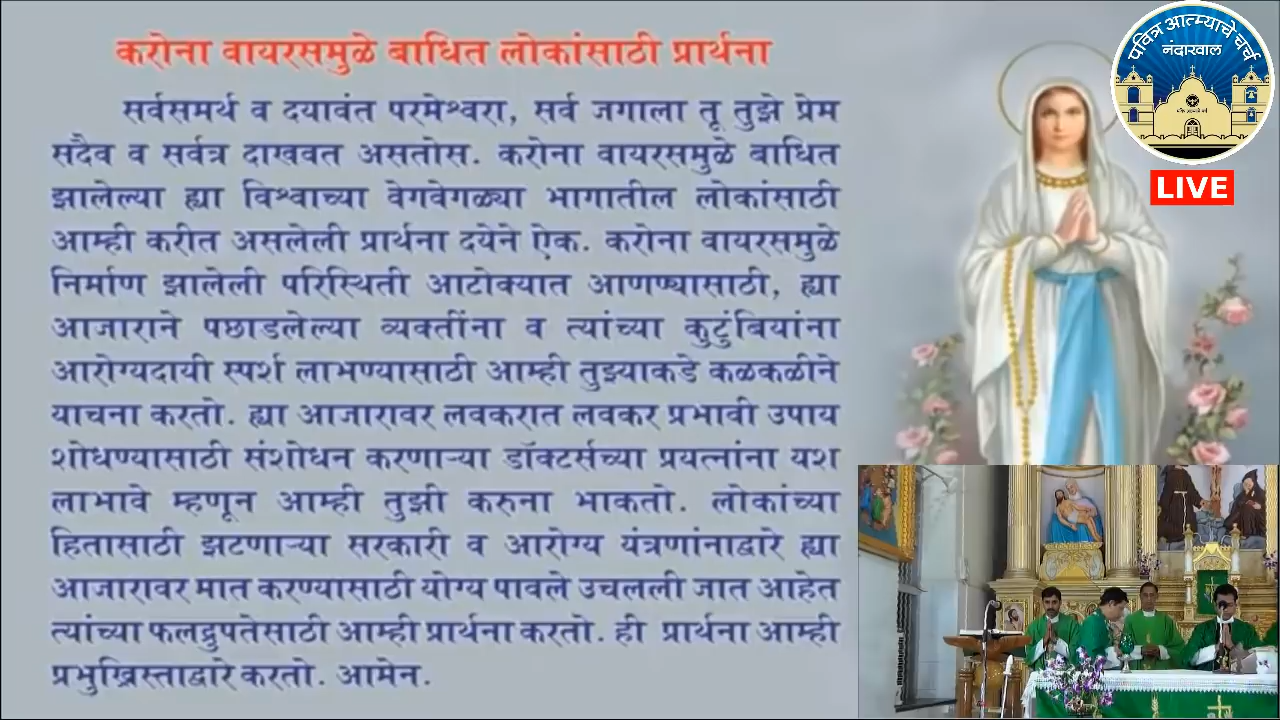 करोना वायरसमुळे बाधित लोकांसाठी प्रार्थना
सर्वसमर्थ व दयावंत परमेश्वरा, सर्व जगाला तू तुझे प्रेम
सदैव व सर्वत्र दाखवत असतोस. करोना वायरसमुळे बाधित
झालेल्या ह्या विश्वाच्या वेगवेगळ्या भागातील लोकांसाठी
आम्ही करीत असलेली प्रार्थना दयेने ऐक. करोना वायरसमुळे
निर्माण झालेली परिस्थिती आटोक्यात आणण्यासाठी, ह्या
आजाराने पछाडलेल्या व्यक्तींना व त्यांच्या कुटुंबियांना
आरोग्यदायी स्पर्श लाभण्यासाठी आम्ही तुझ्याकडे कळकळीने
याचना करतो. ह्या आजारावर लवकरात लवकर प्रभावी उपाय
शोधण्यासाठी संशोधन करणाऱ्या डॉक्टर्सच्या प्रयत्नांना यश
लाभावे म्हणून आम्ही तुझी करुना भाकतो. लोकांच्या
हितासाठी झटणाऱ्या सरकारी व आरोग्य यंत्रणांनाद्वारे ह्या
आजारावर मात करण्यासाठी योग्य पावले उचलली जात आहेत
त्यांच्या फलद्रुपतेसाठी आम्ही प्रार्थना करतो. ही प्रार्थना आम्ही
प्रभुख्रिस्ताद्वारे करतो. आमेन.
पवित्र आत्म्याचे चर्च
नंदाखाल
LIVE